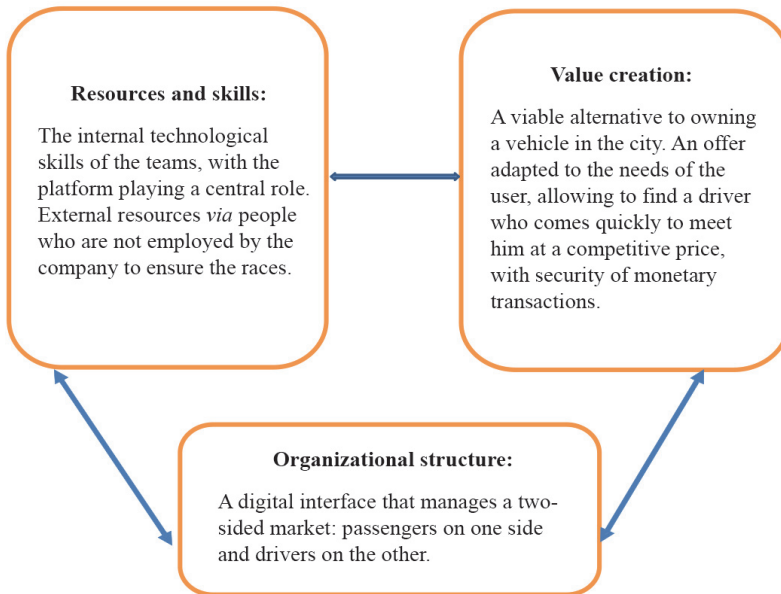 Resources and skills:
The internal technological
skills of the teams, with the
platform playing a central role.
External resources via people
who are not employed by the
company to ensure the races.
Value creation:
A viable alternative to owning
a vehicle in the city. An offer
adapted to the needs of the
user, allowing to find a driver
who comes quickly to meet
him at a competitive price,
with security of monetary
transactions.
Organizational structure:
A digital interface that manages a two-
sided market: passengers on one side
and drivers on the other.